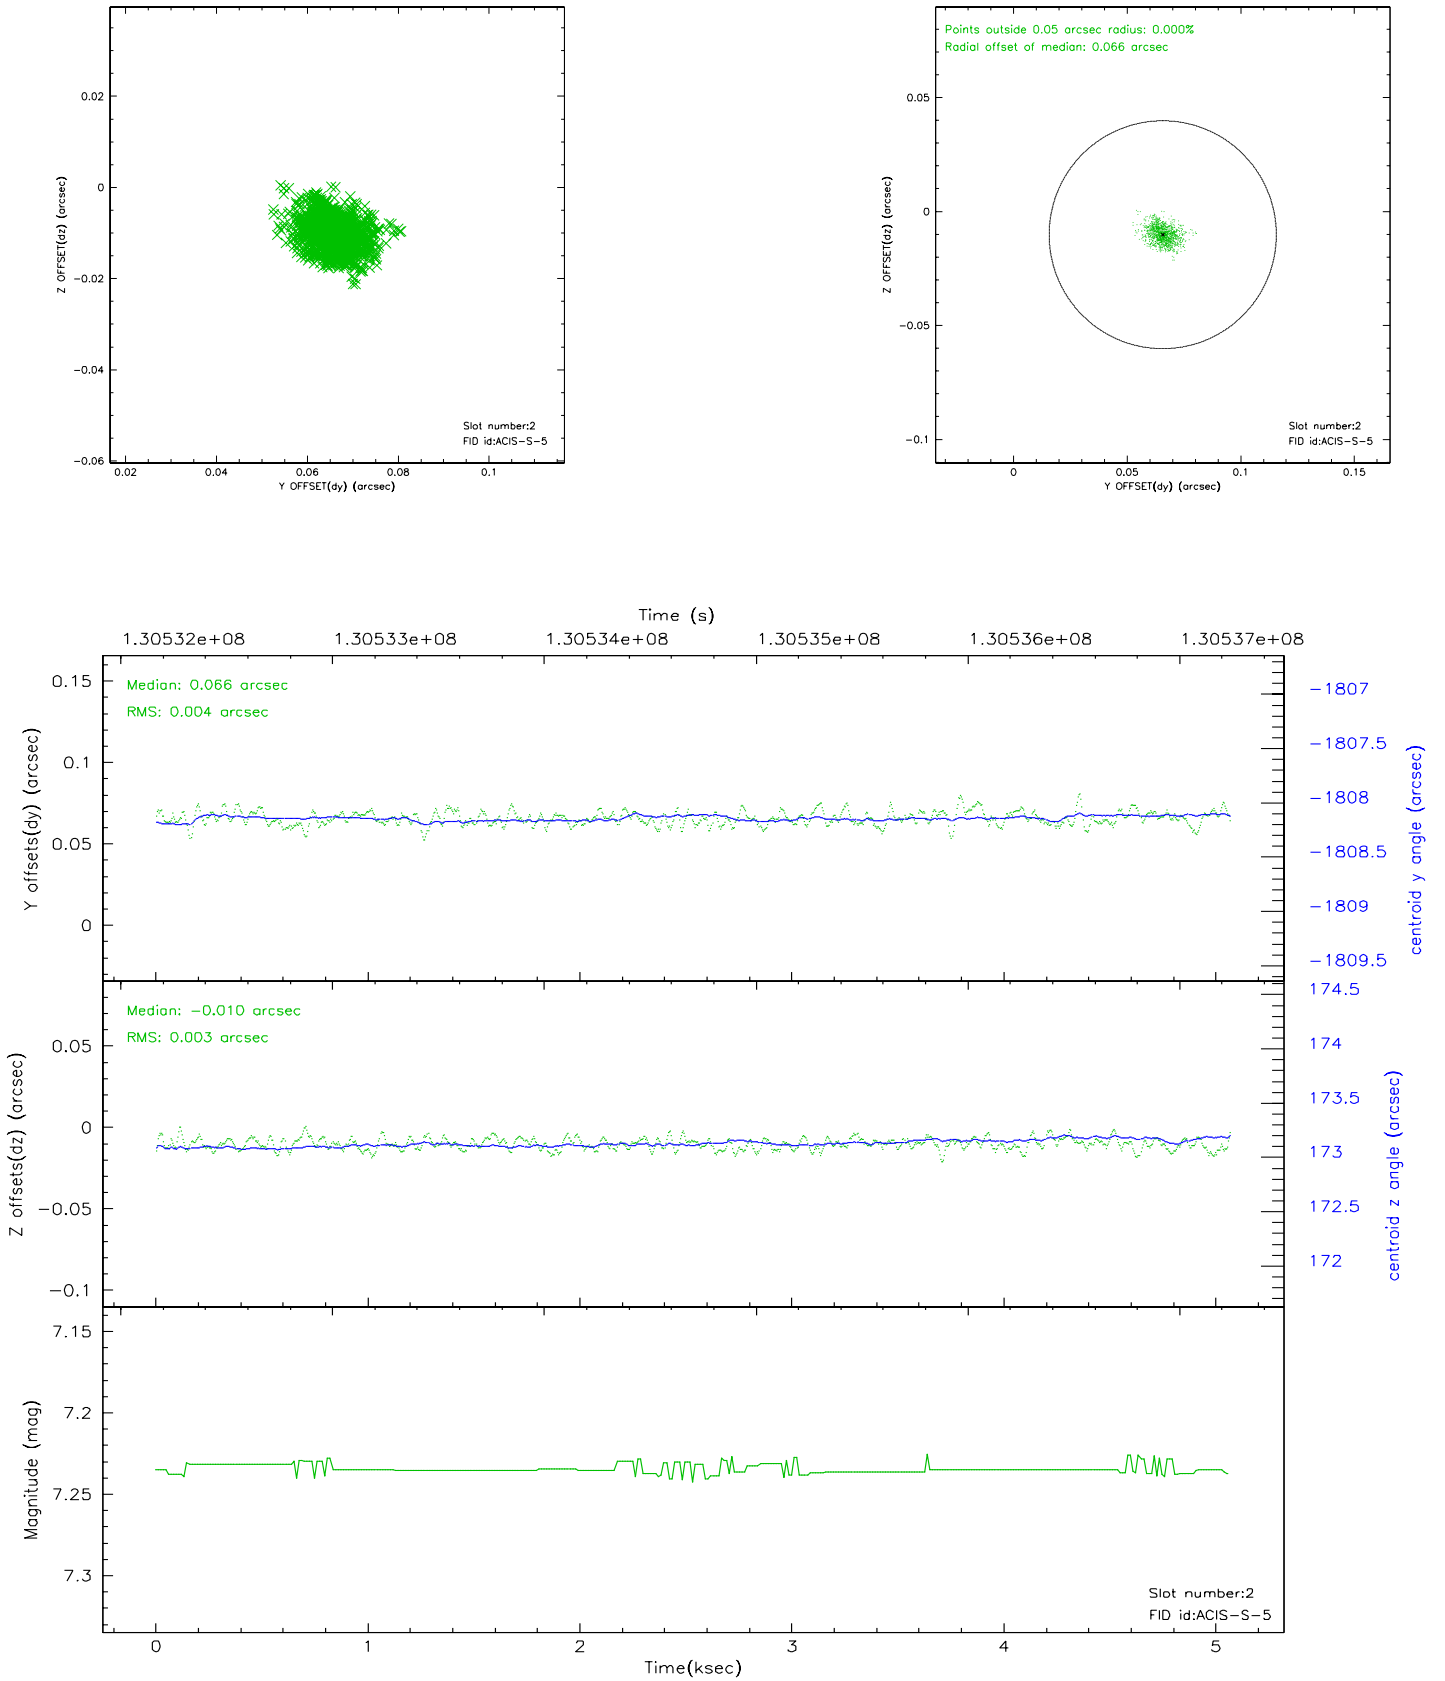 0.02
0
−0.02
−0.04
−0.06
Z OFFSET(dz) (arcsec)
Slot number:2
FID id:ACIS−S−5
0.02 0.04 0.06 0.08 0.1
Y OFFSET(dy) (arcsec)
Points outside 0.05 arcsec radius: 0.000%
Radial offset of median: 0.066 arcsec
0.05
0
−0.05
−0.1
Z OFFSET(dz) (arcsec)
Slot number:2
FID id:ACIS−S−5
0 0.05 0.1 0.15
Y OFFSET(dy) (arcsec)
Time (s)
1.30532e+08 1.30533e+08 1.30534e+08 1.30535e+08 1.30536e+08 1.30537e+08
Median: 0.066 arcsec
RMS: 0.004 arcsec
0.15
0.1
0.05
0
Y offsets(dy) (arcsec)
−1807
−1807.5
−1808
−1808.5
−1809
−1809.5
centroid y angle (arcsec)
Median: −0.010 arcsec
RMS: 0.003 arcsec
0.05
0
−0.05
−0.1
Z offsets(dz) (arcsec)
174.5
174
173.5
173
172.5
172
centroid z angle (arcsec)
7.15
7.2
7.25
7.3
Magnitude (mag)
Slot number:2
FID id:ACIS−S−5
0 1 2 3 4 5
Time(ksec)